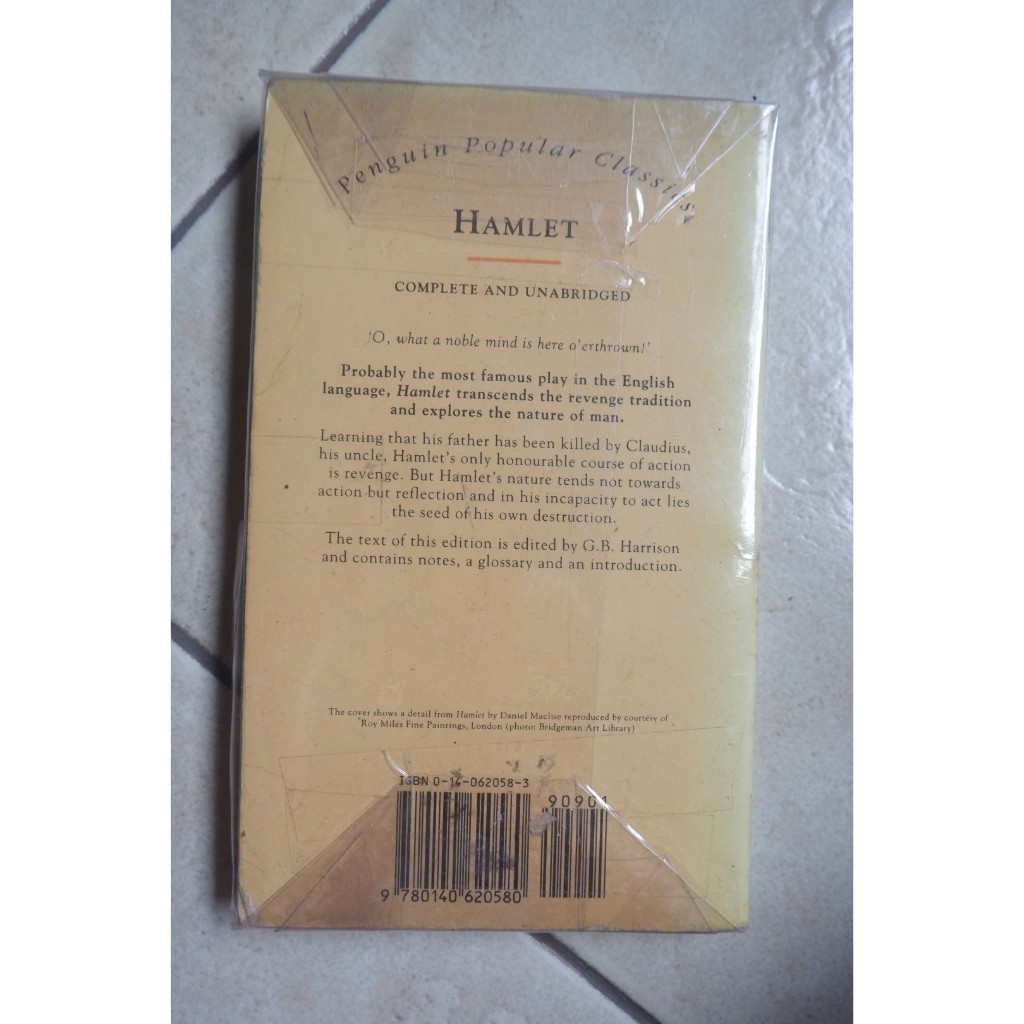 Penguin Popular Classics
HAMLET
COMPLETE AND UNABRIDGED
'O, what a noble mind is here o'erthrown!'
Probably the most famous play in the English
language, Hamlet transcends the revenge tradition
and explores the nature of man.
Learning that his father has been killed by Claudius,
his uncle, Hamlet's only honourable course of action
is revenge. But Hamlet's nature tends not towards
action but reflection and in his incapacity to act lies
the seed of his own destruction.
The text of this edition is edited by G.B. Harrison
and contains notes, a glossary and an introduction.
The cover shows a detail from Hamlet by Daniel Maclise reproduced by courtesy of
Roy Miles Fine Paintings, London (photo: Bridgeman Art Library)
ISBN 0-14-062058-3
90901
9 780140 620580